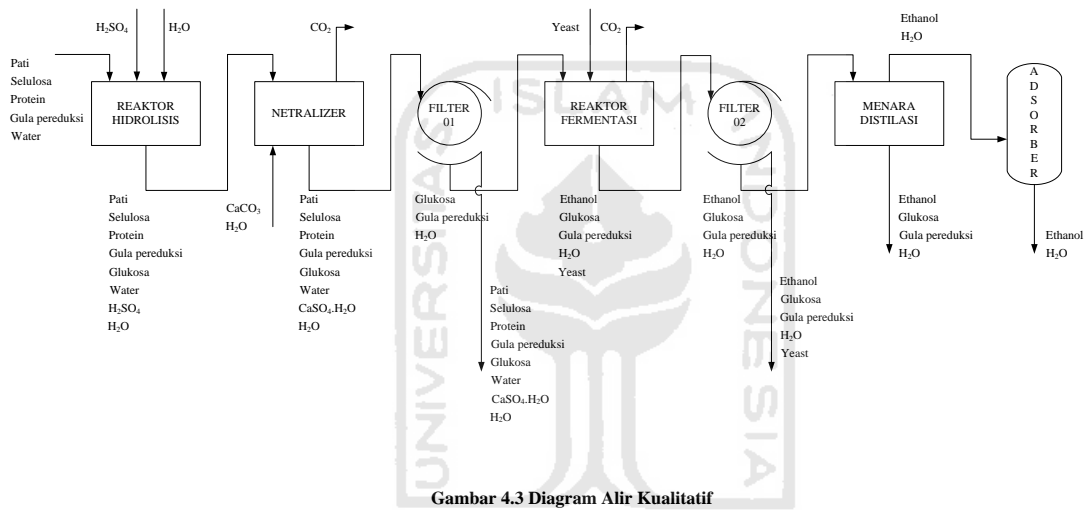 H₂SO₄
H₂O
Pati
Selulosa
Protein
Gula pereduksi
Water
REAKTOR
HIDROLISIS
Pati
Selulosa
Protein
Gula pereduksi
Glukosa
Water
H₂SO₄
H₂O
CO₂
NETRALIZER
CaCO₃
H₂O
Pati
Selulosa
Protein
Gula pereduksi
Glukosa
Water
CaSO₄.H₂O
H₂O
FILTER
01
Glukosa
Gula pereduksi
H₂O
Pati
Selulosa
Protein
Gula pereduksi
Glukosa
Water
CaSO₄.H₂O
H₂O
Yeast
CO₂
REAKTOR
FERMENTASI
Ethanol
Glukosa
Gula pereduksi
H₂O
Yeast
FILTER
02
Ethanol
Glukosa
Gula pereduksi
H₂O
Ethanol
Glukosa
Gula pereduksi
H₂O
Yeast
MENARA
DISTILASI
Ethanol
H₂O
Ethanol
Glukosa
Gula pereduksi
H₂O
ADSORBER
Ethanol
H₂O
UNIVERSITAS
ISLAM
INDONESIA
Gambar 4.3 Diagram Alir Kualitatif